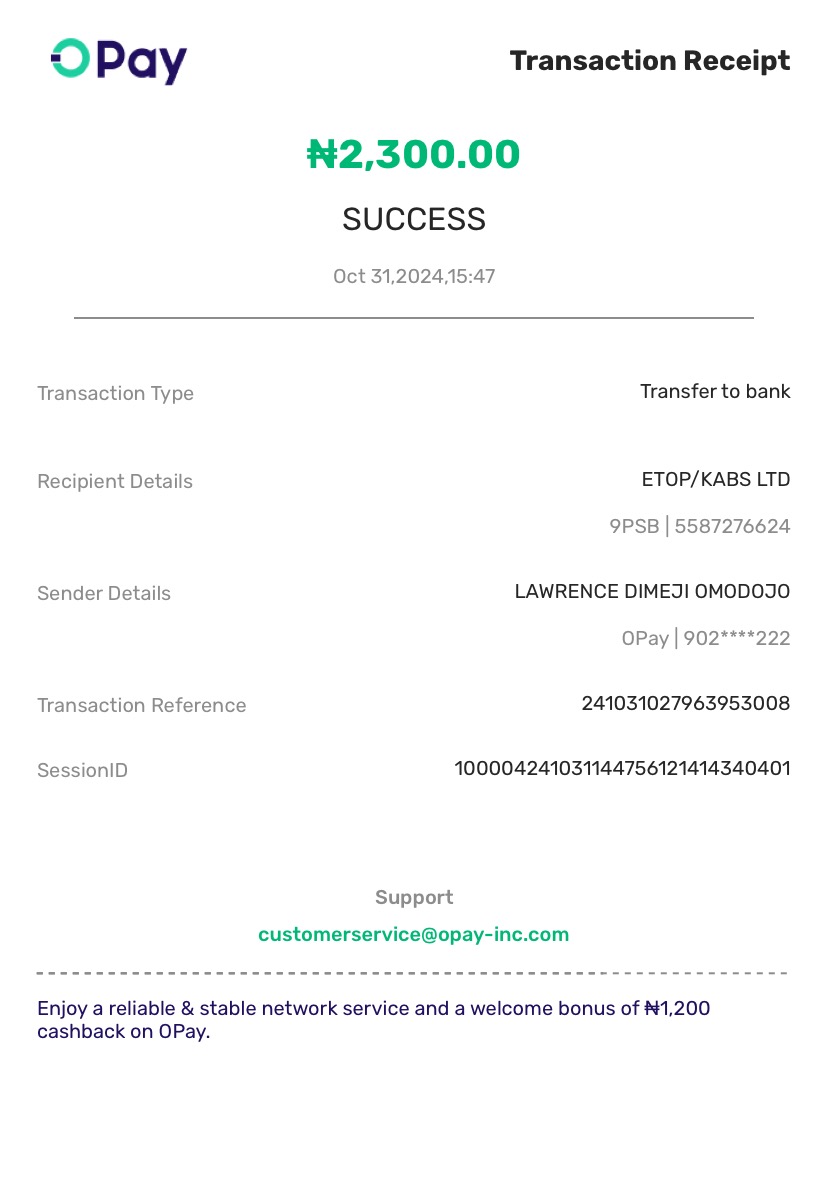 OPay
Transaction Receipt
₦2,300.00
SUCCESS
Oct 31,2024,15:47
Transaction Type
Transfer to bank
Recipient Details
ETOP/KABS LTD
9PSB | 5587276624
Sender Details
LAWRENCE DIMEJI OMODOJO
OPay | 902****222
Transaction Reference
241031027963953008
SessionID
100004241031144756121414340401
Support
customerservice@opay-inc.com
Enjoy a reliable & stable network service and a welcome bonus of ₦1,200
cashback on OPay.